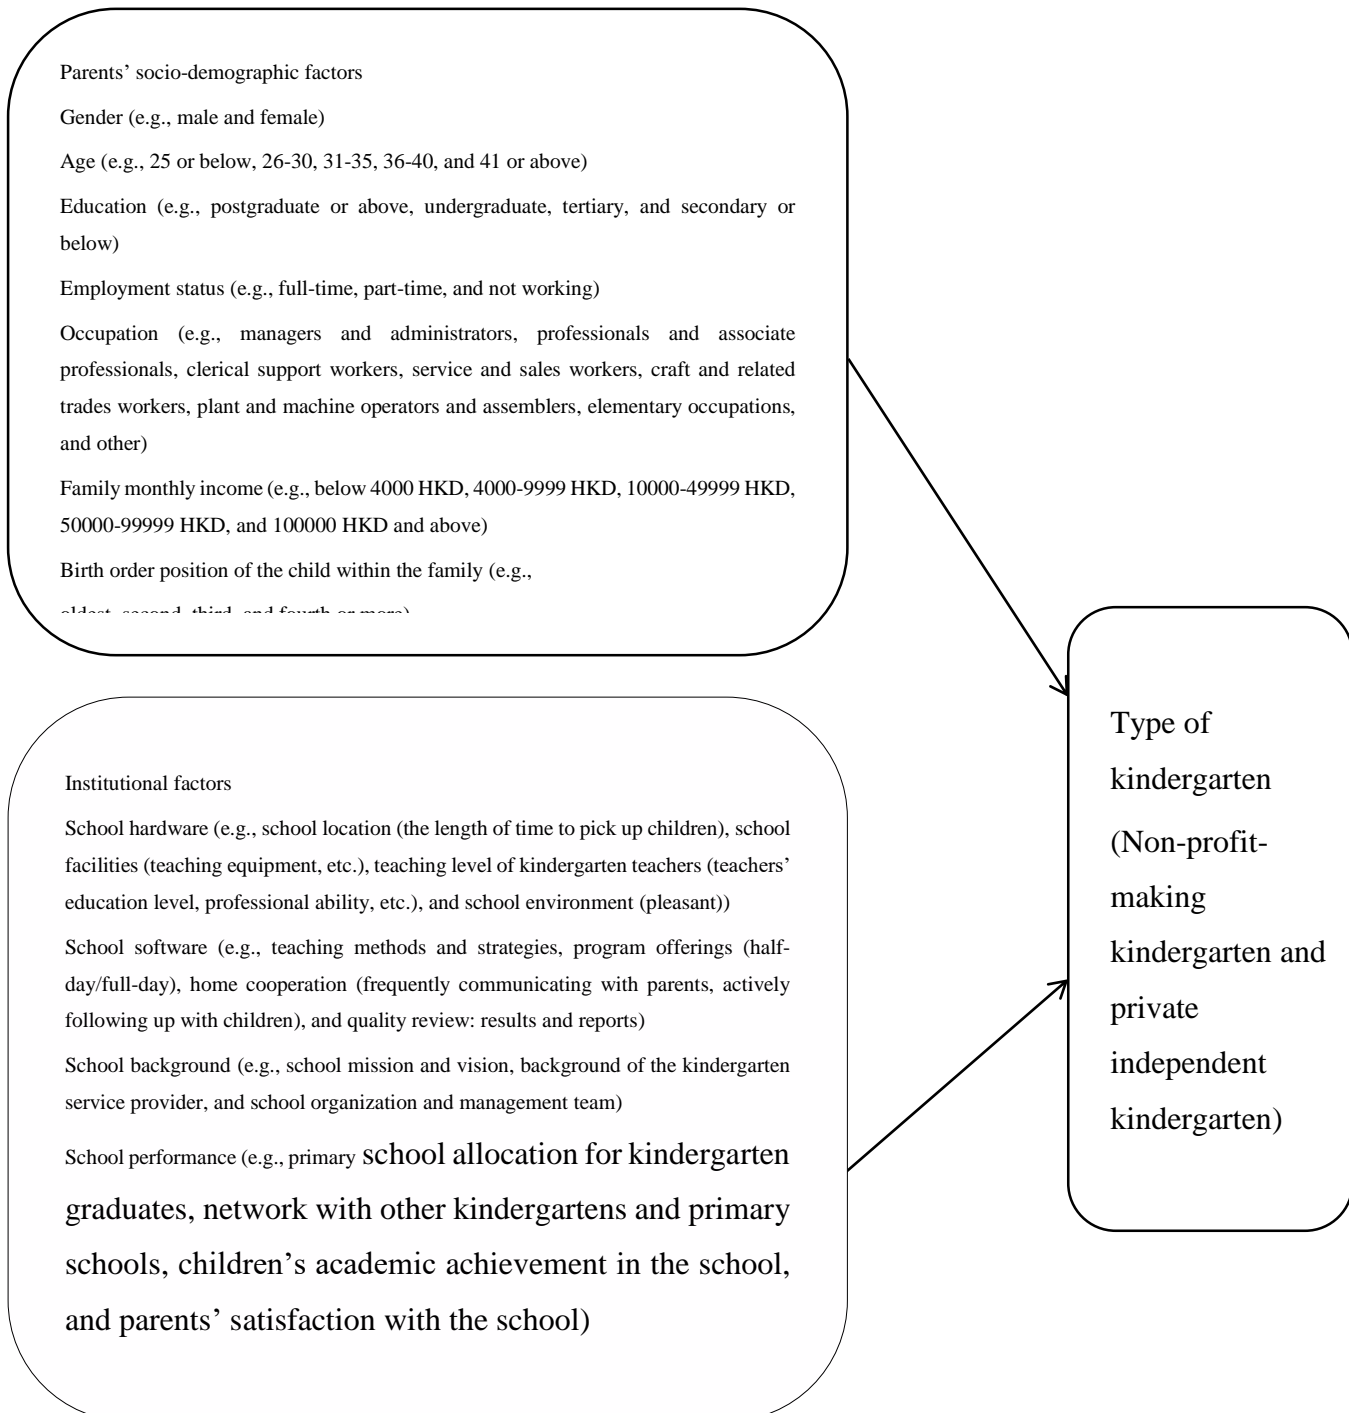 Parents’ socio-demographic factors
Gender (e.g., male and female)
Age (e.g., 25 or below, 26-30, 31-35, 36-40, and 41 or above)
Education (e.g., postgraduate or above, undergraduate, tertiary, and secondary or
below)
Employment status (e.g., full-time, part-time, and not working)
Occupation (e.g., managers and administrators, professionals and associate
professionals, clerical support workers, service and sales workers, craft and related
trades workers, plant and machine operators and assemblers, elementary occupations,
and other)
Family monthly income (e.g., below 4000 HKD, 4000-9999 HKD, 10000-49999 HKD,
50000-99999 HKD, and 100000 HKD and above)
Birth order position of the child within the family (e.g.,
oldest, second, third, and fourth or more)
Institutional factors
School hardware (e.g., school location (the length of time to pick up children), school
facilities (teaching equipment, etc.), teaching level of kindergarten teachers (teachers’
education level, professional ability, etc.), and school environment (pleasant))
School software (e.g., teaching methods and strategies, program offerings (half-
day/full-day), home cooperation (frequently communicating with parents, actively
following up with children), and quality review: results and reports)
School background (e.g., school mission and vision, background of the kindergarten
service provider, and school organization and management team)
School performance (e.g., primary school allocation for kindergarten
graduates, network with other kindergartens and primary
schools, children’s academic achievement in the school,
and parents’ satisfaction with the school)
Type of
kindergarten
(Non-profit-
making
kindergarten and
private
independent
kindergarten)